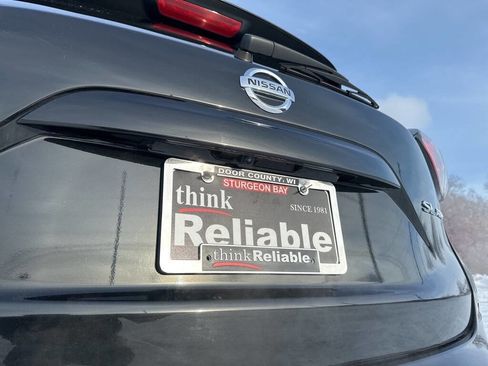 NISSAN
DOOR COUNTY, WI
STURGEON BAY
think
SINCE 1981
Reliable
thinkReliable